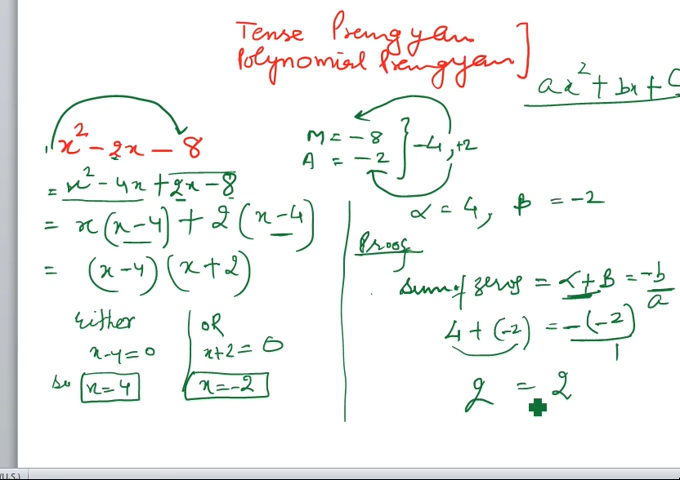 Tense Premgyan
Polynomial Premgyan]
ax² + bx + C
x² - 2x - 8
= x² - 4x + 2x - 8
= x(x-4) + 2(x-4)
= (x-4)(x+2)
Either
x-4=0
so x=4
OR
x+2=0
x=-2
M = -8
A = -2 } -4, +2
α = 4, β = -2
Proof
sum of zeros = α+β = -b/a
4 + (-2) = -(-2)/1
2 = 2
(U.S.)